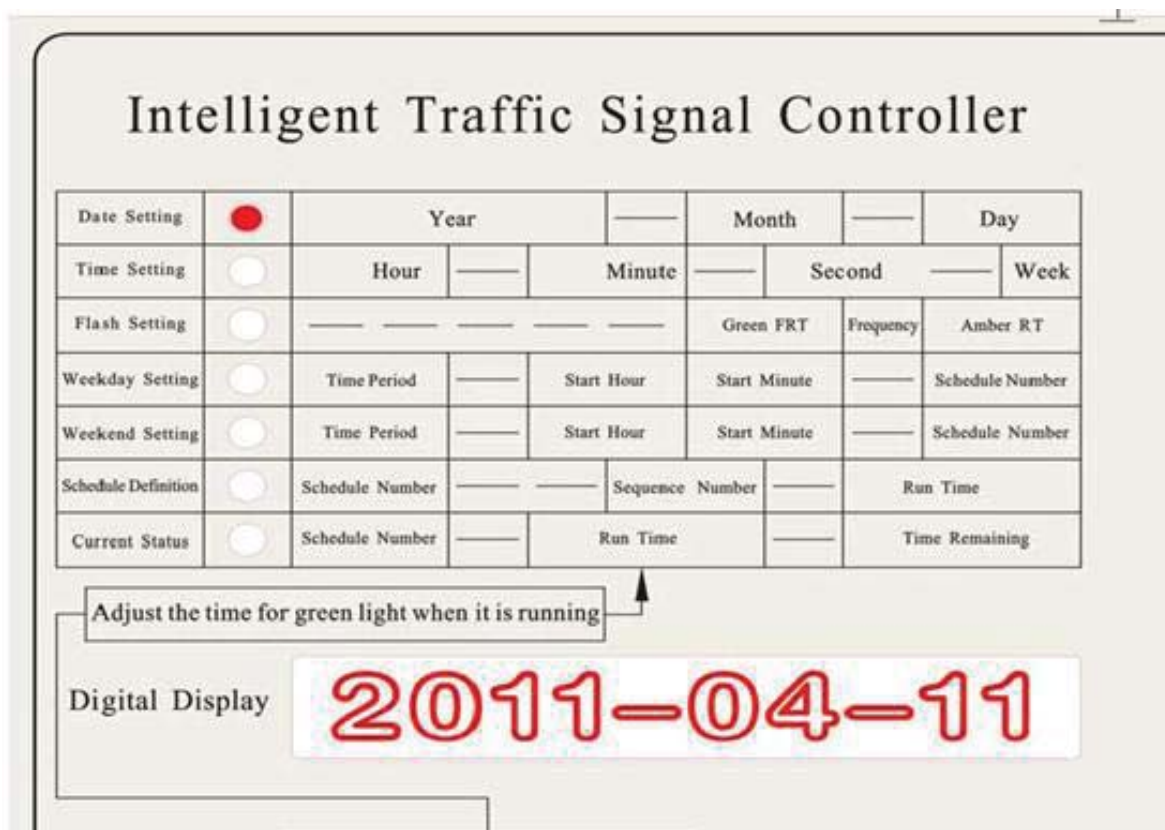 Intelligent Traffic Signal Controller
Date Setting Year —— Month —— Day
Time Setting Hour —— Minute —— Second —— Week
Flash Setting —— —— —— —— —— Green FRT Frequency Amber RT
Weekday Setting Time Period —— Start Hour Start Minute —— Schedule Number
Weekend Setting Time Period —— Start Hour Start Minute —— Schedule Number
Schedule Definition Schedule Number —— —— Sequence Number —— Run Time
Current Status Schedule Number —— Run Time —— Time Remaining
Adjust the time for green light when it is running
Digital Display 2011-04-11